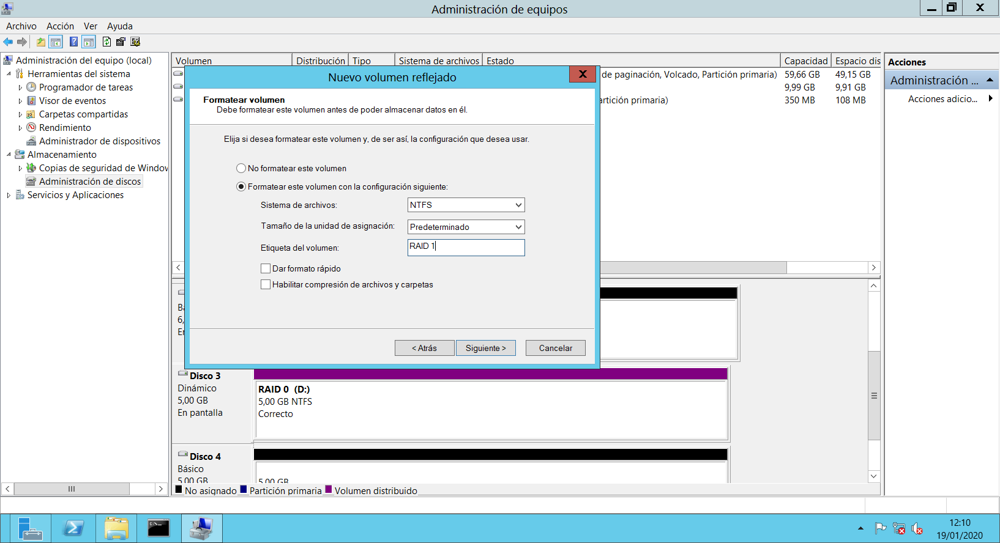 Administración de equipos
Archivo Acción Ver Ayuda
Administración del equipo (local)
Herramientas del sistema
Programador de tareas
Visor de eventos
Carpetas compartidas
Rendimiento
Administrador de dispositivos
Almacenamiento
Copias de seguridad de Windov
Administración de discos
Servicios y Aplicaciones
Volumen Distribución Tipo Sistema de archivos Estado Capacidad Espacio dis
de paginación, Volcado, Partición primaria) 59,66 GB 49,15 GB
9,99 GB 9,91 GB
artición primaria) 350 MB 108 MB
Nuevo volumen reflejado
Formatear volumen
Debe formatear este volumen antes de poder almacenar datos en él.
Elija si desea formatear este volumen y, de ser así, la configuración que desea usar.
No formatear este volumen
Formatear este volumen con la configuración siguiente:
Sistema de archivos: NTFS
Tamaño de la unidad de asignación: Predeterminado
Etiqueta del volumen: RAID 1
Dar formato rápido
Habilitar compresión de archivos y carpetas
< Atrás Siguiente > Cancelar
Ba
6,
En
Disco 3
Dinámico
5,00 GB
En pantalla
RAID 0 (D:)
5,00 GB NTFS
Correcto
Disco 4
Básico
5,00 GB
5,00 GB
No asignado Partición primaria Volumen distribuido
Acciones
Administración ...
Acciones adicio...
12:10
19/01/2020